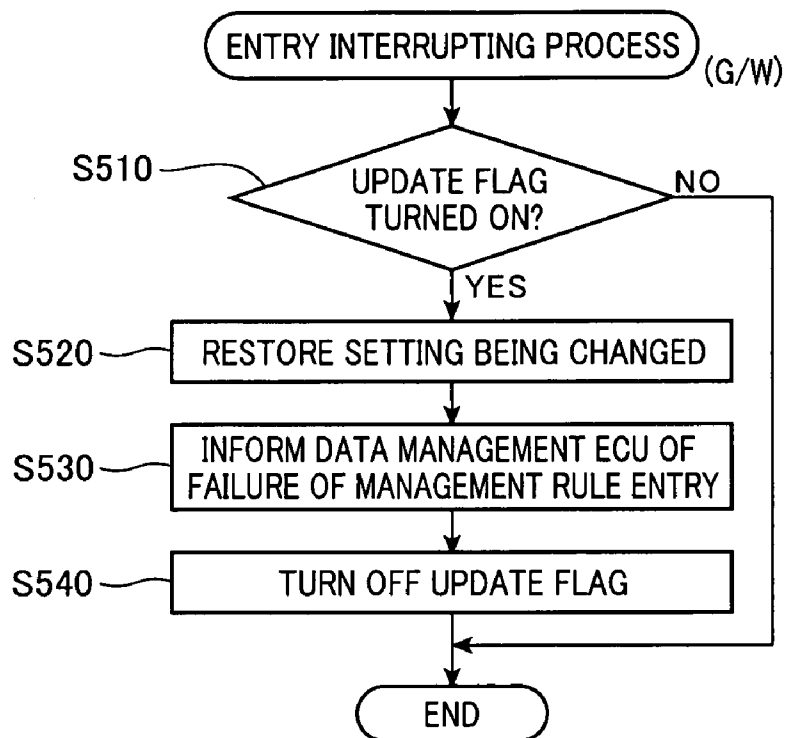 ENTRY INTERRUPTING PROCESS
(G/W)
S510
UPDATE FLAG
TURNED ON?
NO
YES
S520
RESTORE SETTING BEING CHANGED
S530
INFORM DATA MANAGEMENT ECU OF
FAILURE OF MANAGEMENT RULE ENTRY
S540
TURN OFF UPDATE FLAG
END